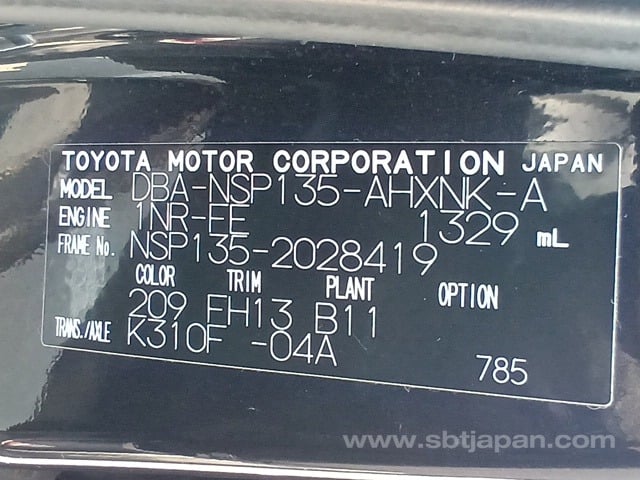 TOYOTA MOTOR CORPORATION JAPAN
MODEL DBA-NSP135-AHXNK-A
ENGINE 1NR-FE 1329 mL
FRAME No. NSP135-2028419
COLOR TRIM PLANT OPTION
209 FH13 B11
TRANS./AXLE K310F -04A
785
www.sbtjapan.com